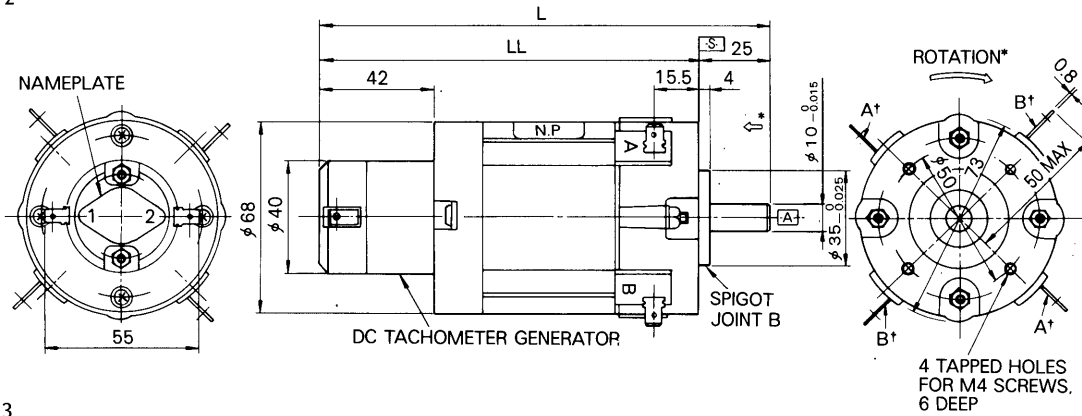 2
L
LL
S 25
42
15.5
4
NAMEPLATE
1 2
55
φ68
φ40
N.P
A
B
⇧*
φ10 0 -0.015
φ35 0 -0.025
A
DC TACHOMETER GENERATOR
SPIGOT
JOINT B
ROTATION*
0.8
A†
B†
φ50
73
50 MAX
B†
A†
4 TAPPED HOLES
FOR M4 SCREWS,
6 DEEP
3